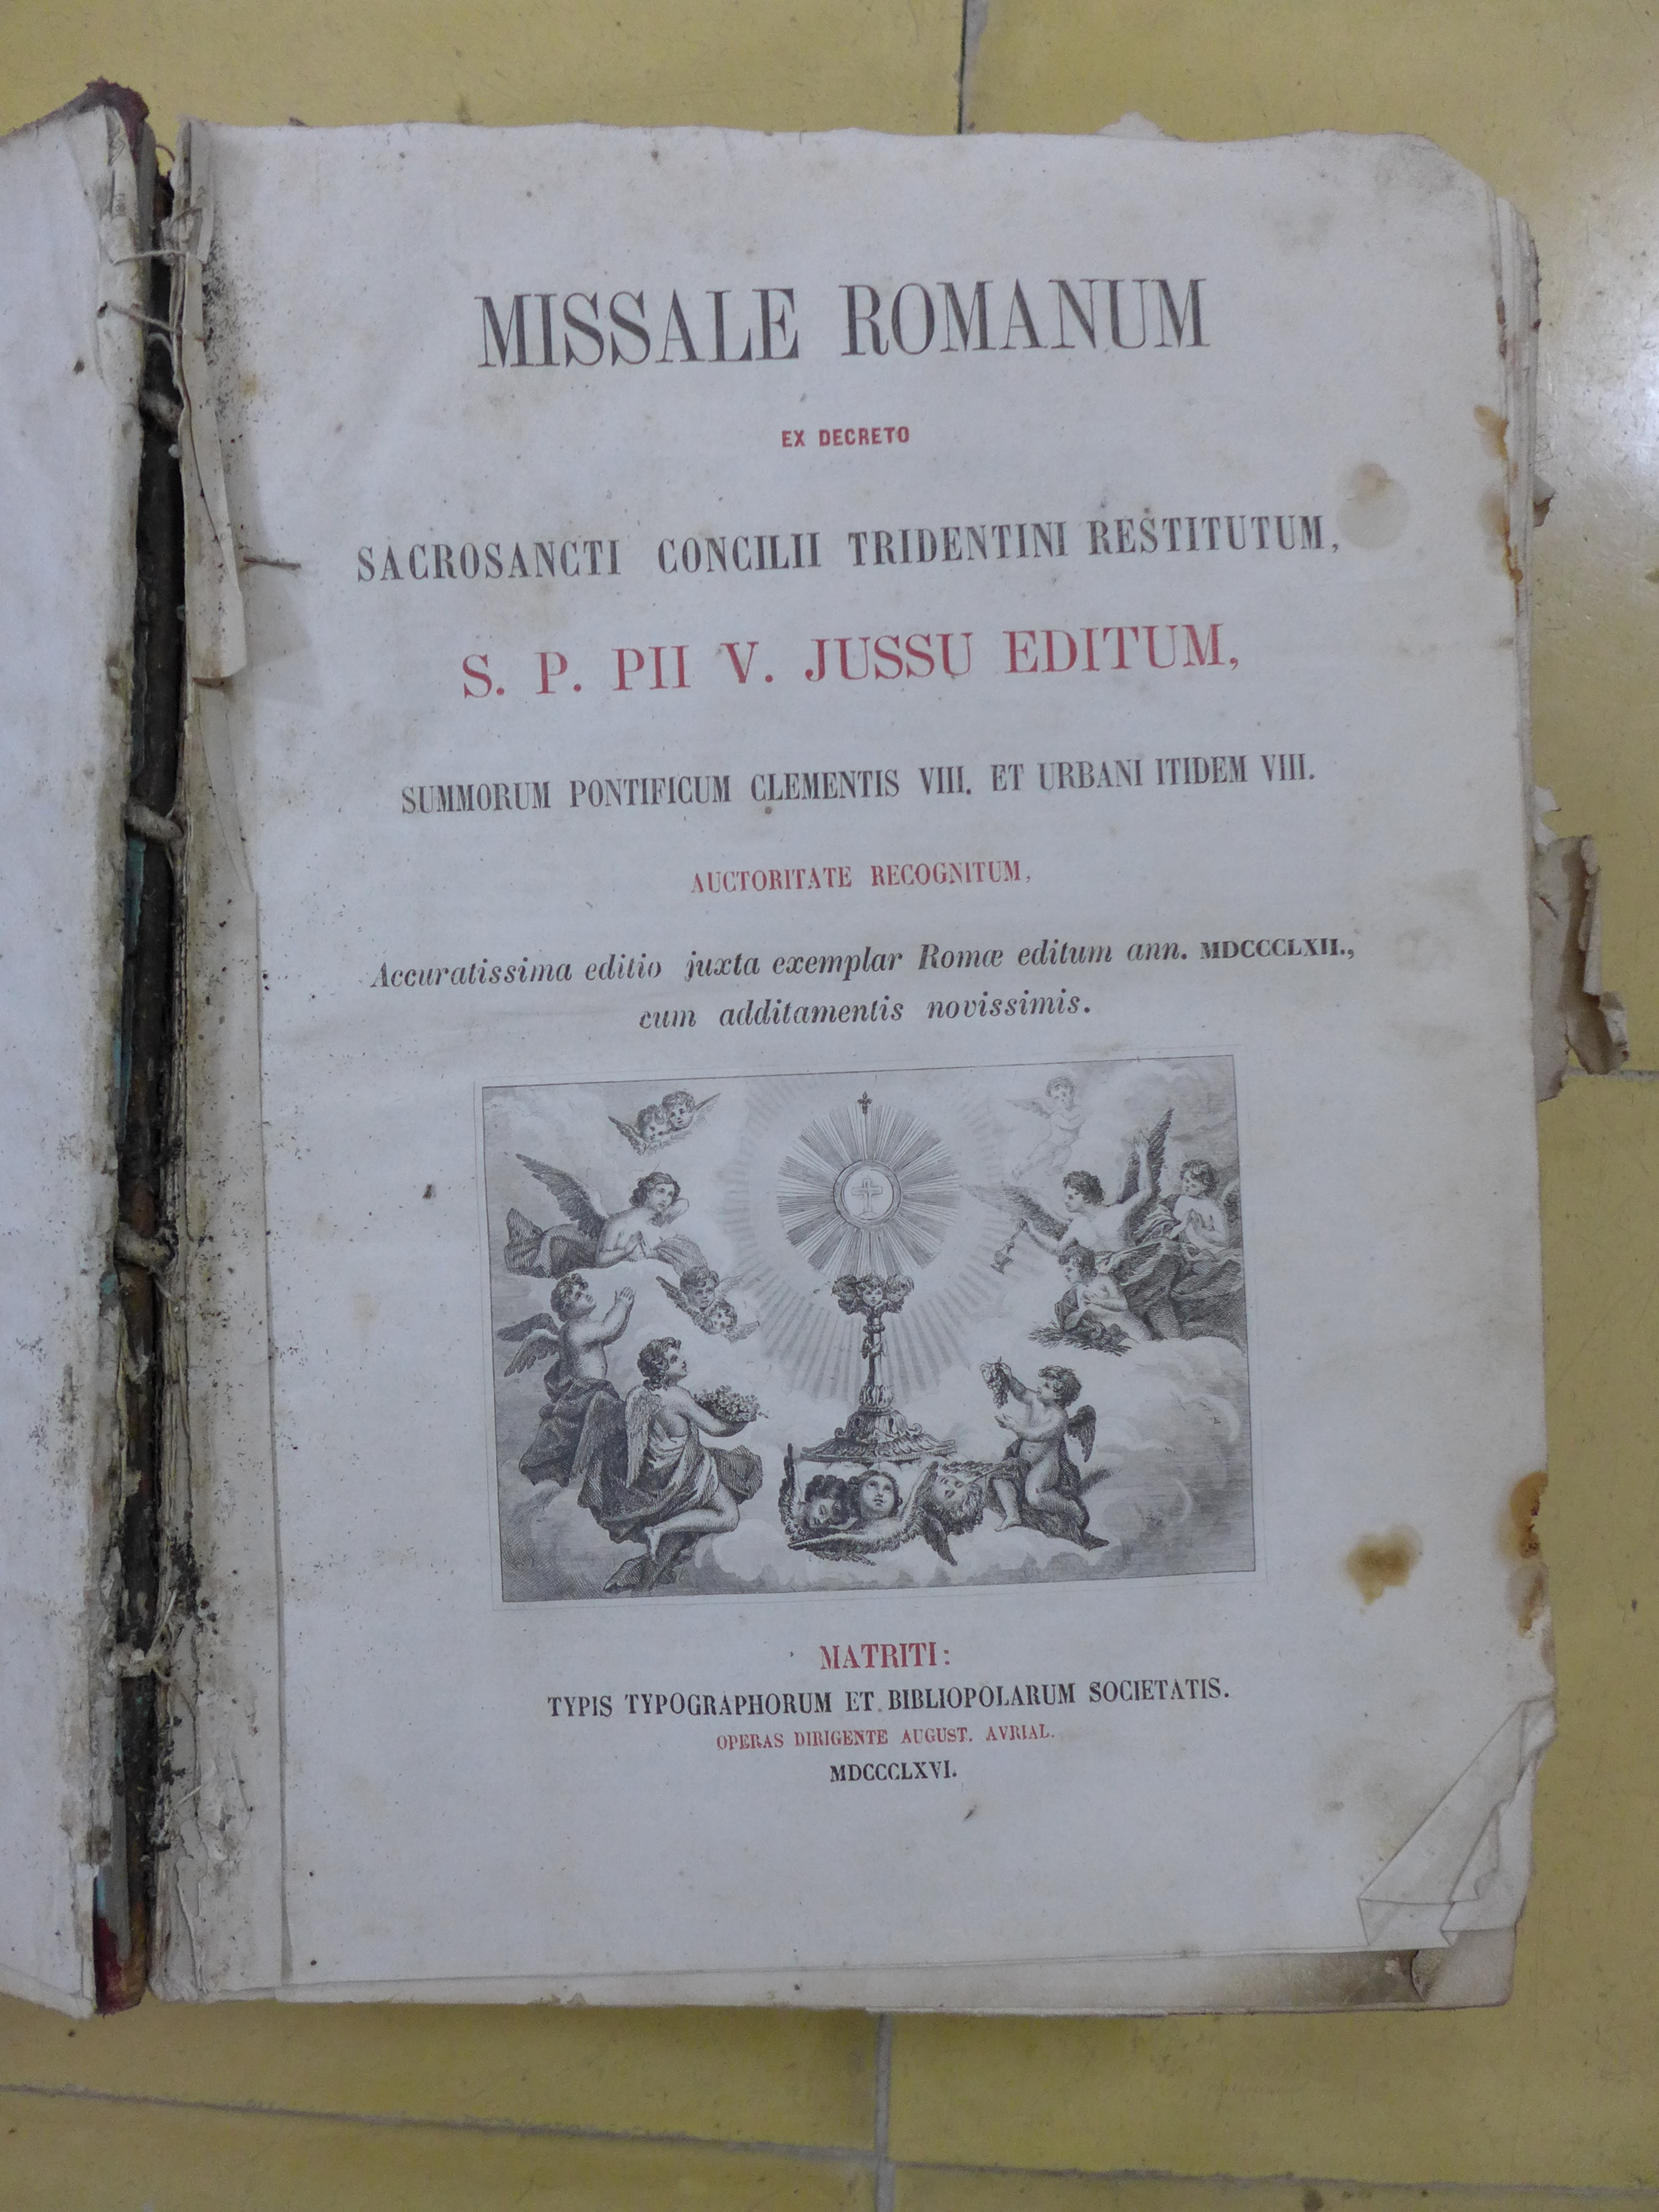 MISSALE ROMANUM
EX DECRETO
SACROSANCTI CONCILII TRIDENTINI RESTITUTUM,
S. P. PII V. JUSSU EDITUM,
SUMMORUM PONTIFICUM CLEMENTIS VIII. ET URBANI ITIDEM VIII.
AUCTORITATE RECOGNITUM,
Accuratissima editio juxta exemplar Romæ editum ann. MDCCCLXII.,
cum additamentis novissimis.
MATRITI:
TYPIS TYPOGRAPHORUM ET BIBLIOPOLARUM SOCIETATIS.
OPERAS DIRIGENTE AUGUST. AVRIAL.
MDCCCLXVI.